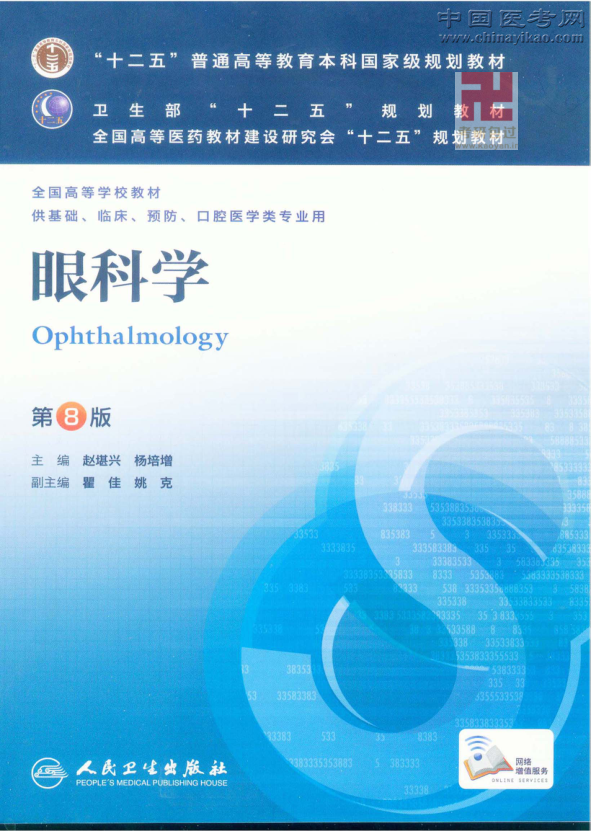 中国医考网
www.chinayikao.com
“十二五”普通高等教育本科国家级规划教材
卫生部“十二五”规划教材
全国高等医药教材建设研究会“十二五”规划教材
十二五
全国高等学校教材
供基础、临床、预防、口腔医学类专业用
眼科学
Ophthalmology
第8版
主 编 赵堪兴 杨培增
副主编 瞿 佳 姚 克
人民卫生出版社
PEOPLE'S MEDICAL PUBLISHING HOUSE
网络
增值服务
ONLINE SERVICES